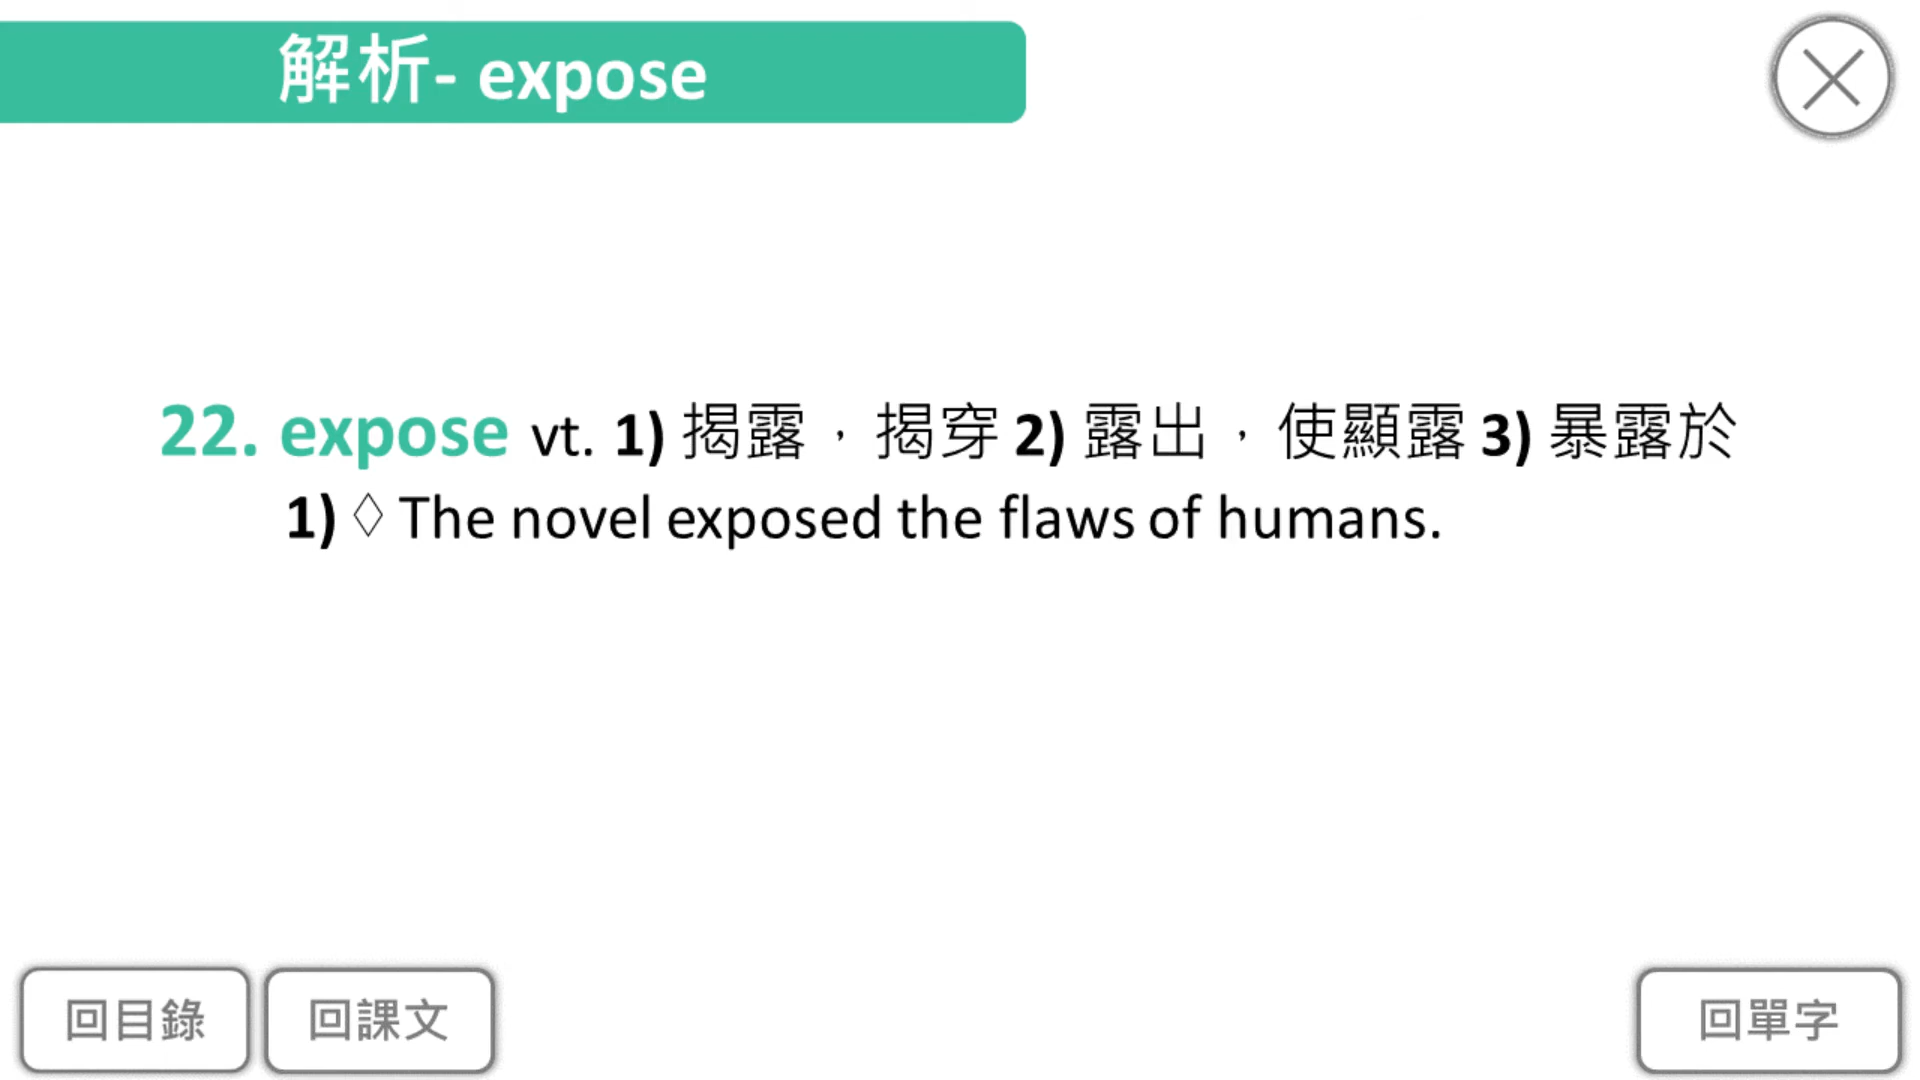 解析- expose
22. expose vt. 1) 揭露，揭穿 2) 露出，使顯露 3) 暴露於
1) ◊ The novel exposed the flaws of humans.
回目錄
回課文
回單字